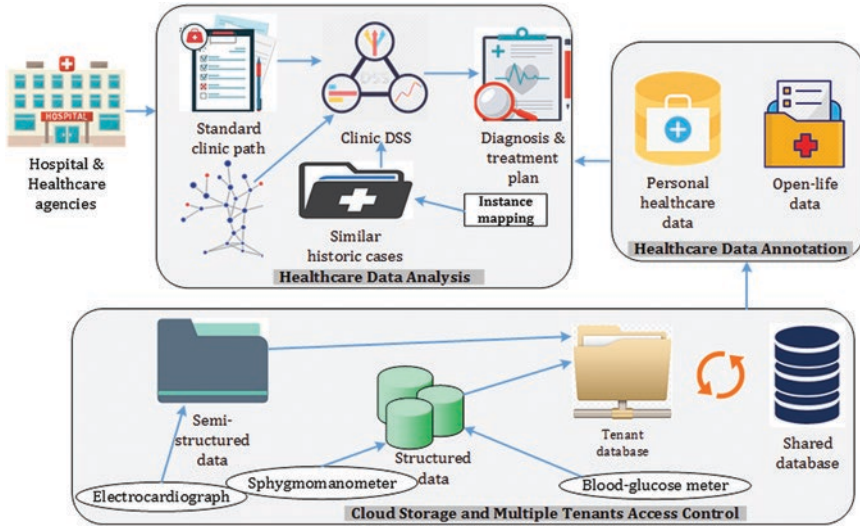 HOSPITAL
Hospital &
Healthcare
agencies
Standard
clinic path
DSS
Clinic DSS
Diagnosis &
treatment
plan
Similar
historic cases
Instance
mapping
Healthcare Data Analysis
Personal
healthcare
data
Open-life
data
Healthcare Data Annotation
Semi-
structured
data
Structured
data
Tenant
database
Shared
database
Electrocardiograph
Sphygmomanometer
Blood-glucose meter
Cloud Storage and Multiple Tenants Access Control